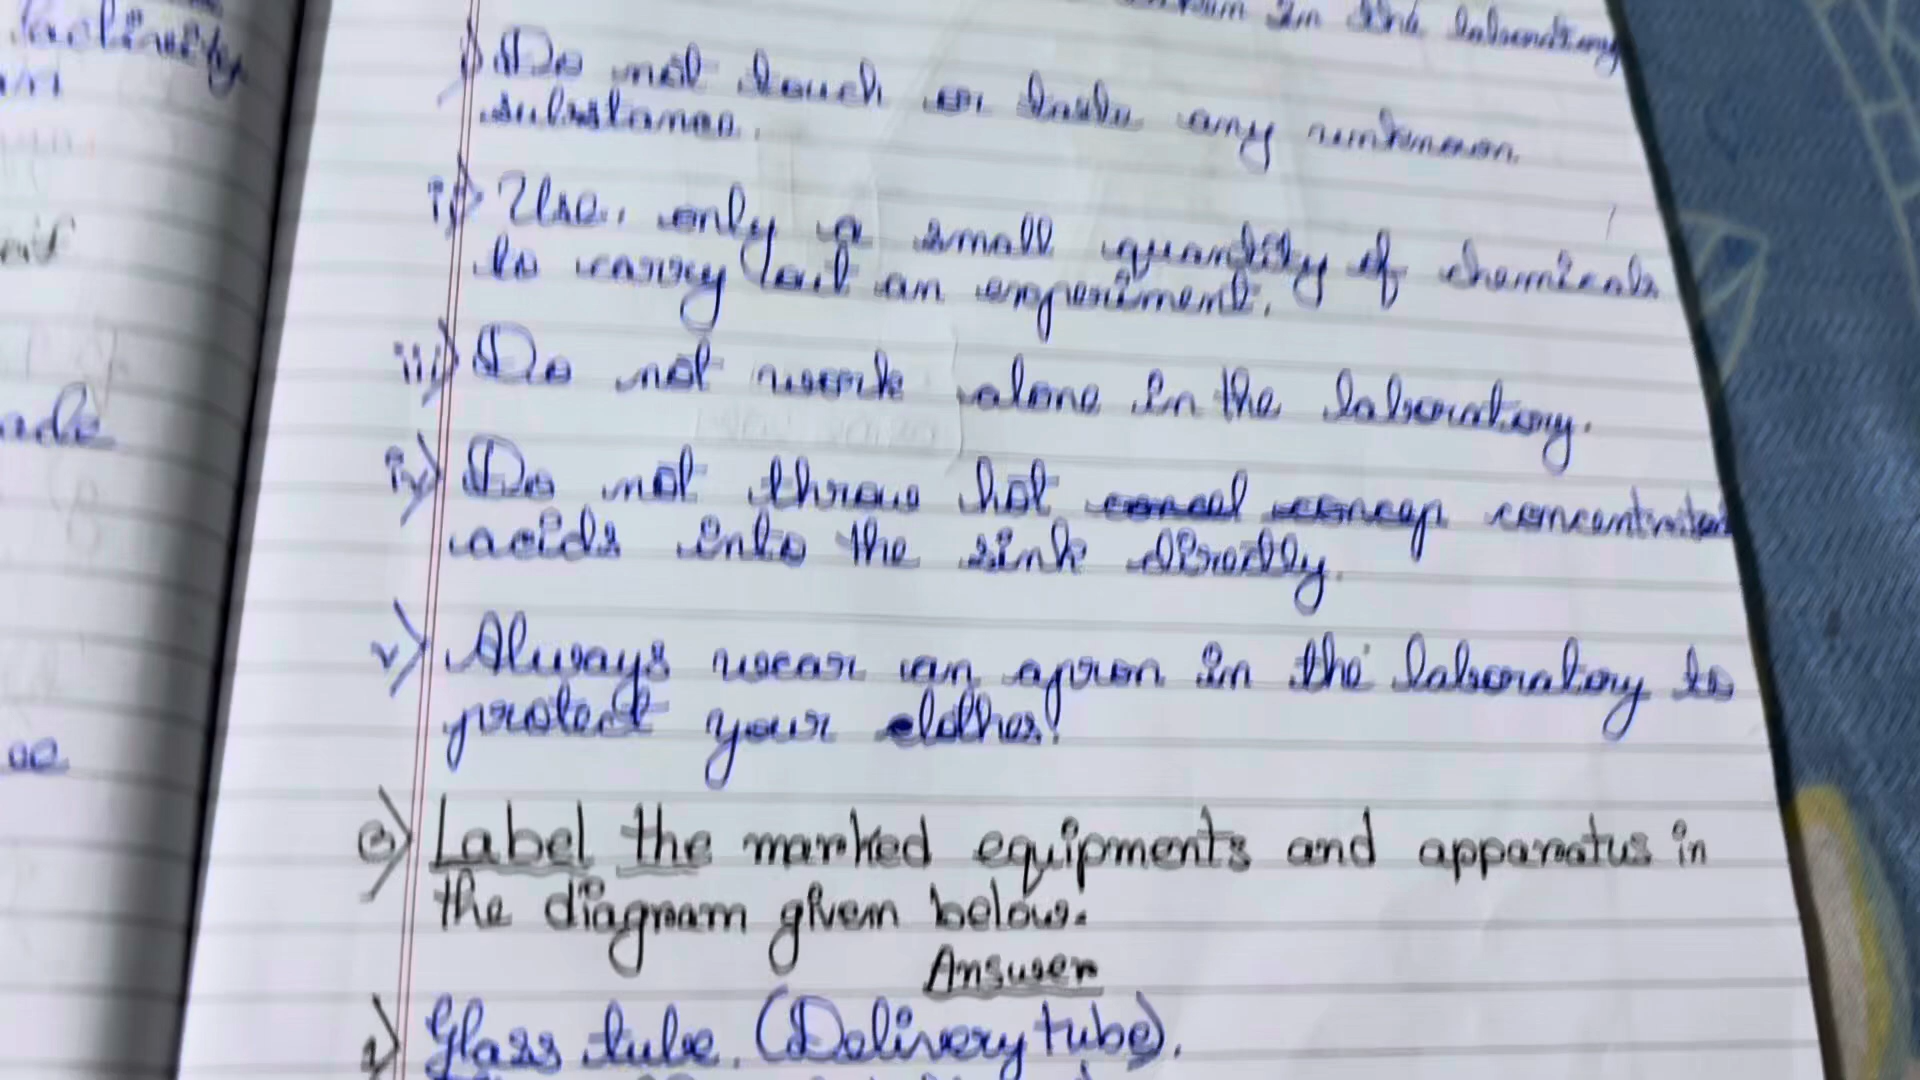 in the laboratory
i) Do not touch or taste any unknown
substance.
ii) Use only a small quantity of chemicals
to carry out an experiment.
iii) Do not work alone in the laboratory.
iv) Do not throw hot concentrated
acids into the sink directly.
v) Always wear an apron in the laboratory to
protect your clothes.
Label the marked equipments and apparatus in
the diagram given below.
Answer
i) Glass tube. (Delivery tube).